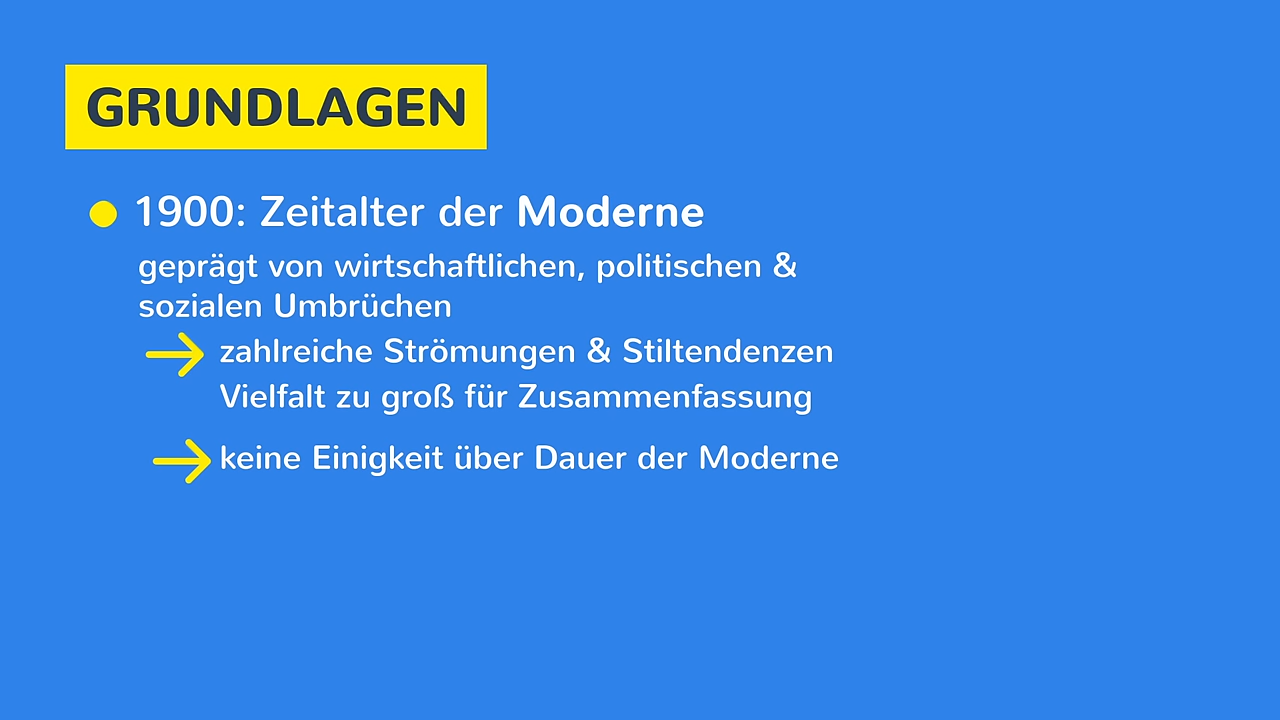 GRUNDLAGEN
1900: Zeitalter der Moderne
geprägt von wirtschaftlichen, politischen &
sozialen Umbrüchen
zahlreiche Strömungen & Stiltendenzen
Vielfalt zu groß für Zusammenfassung
keine Einigkeit über Dauer der Moderne